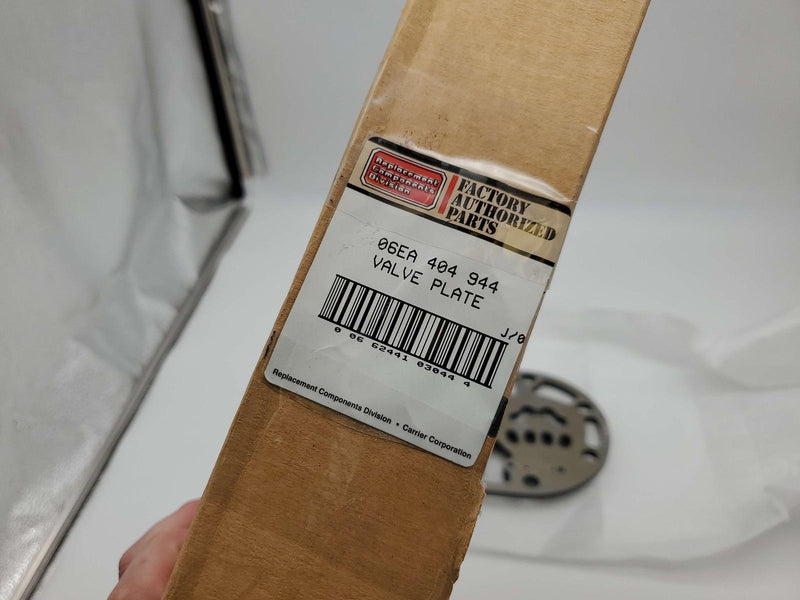 Replacement
Components
Division
FACTORY
AUTHORIZED
PARTS
06EA 404 944
VALVE PLATE
J/0
0 06 62441 03044 4
Replacement Components Division • Carrier Corporation